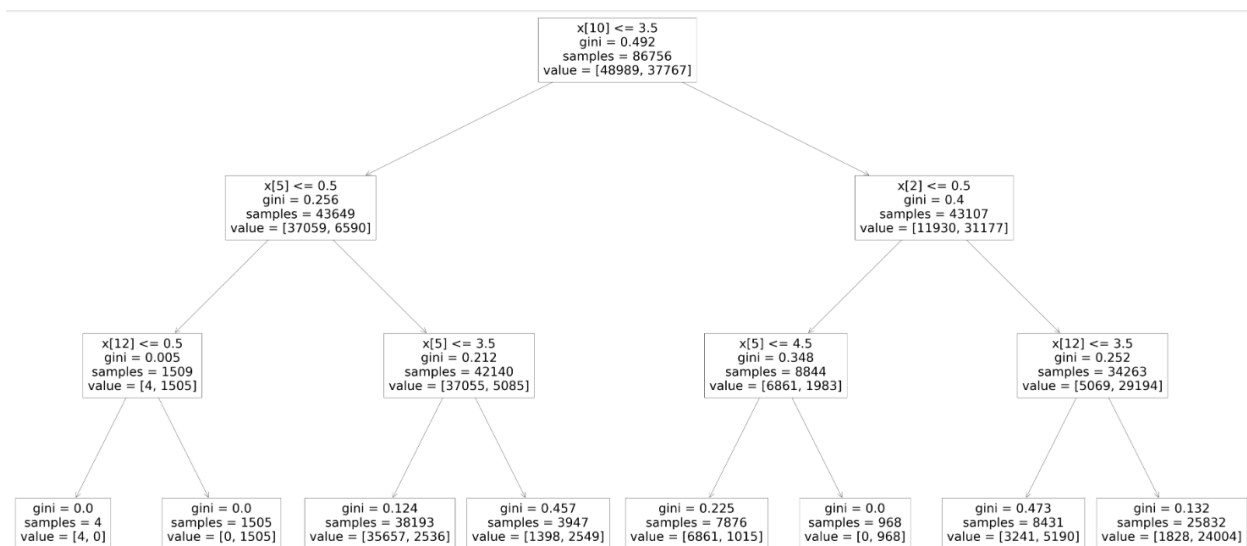 x[10] <= 3.5
gini = 0.492
samples = 86756
value = [48989, 37767]
x[5] <= 0.5
gini = 0.256
samples = 43649
value = [37059, 6590]
x[2] <= 0.5
gini = 0.4
samples = 43107
value = [11930, 31177]
x[12] <= 0.5
gini = 0.005
samples = 1509
value = [4, 1505]
x[5] <= 3.5
gini = 0.212
samples = 42140
value = [37055, 5085]
x[5] <= 4.5
gini = 0.348
samples = 8844
value = [6861, 1983]
x[12] <= 3.5
gini = 0.252
samples = 34263
value = [5069, 29194]
gini = 0.0
samples = 4
value = [4, 0]
gini = 0.0
samples = 1505
value = [0, 1505]
gini = 0.124
samples = 38193
value = [35657, 2536]
gini = 0.457
samples = 3947
value = [1398, 2549]
gini = 0.225
samples = 7876
value = [6861, 1015]
gini = 0.0
samples = 968
value = [0, 968]
gini = 0.473
samples = 8431
value = [3241, 5190]
gini = 0.132
samples = 25832
value = [1828, 24004]